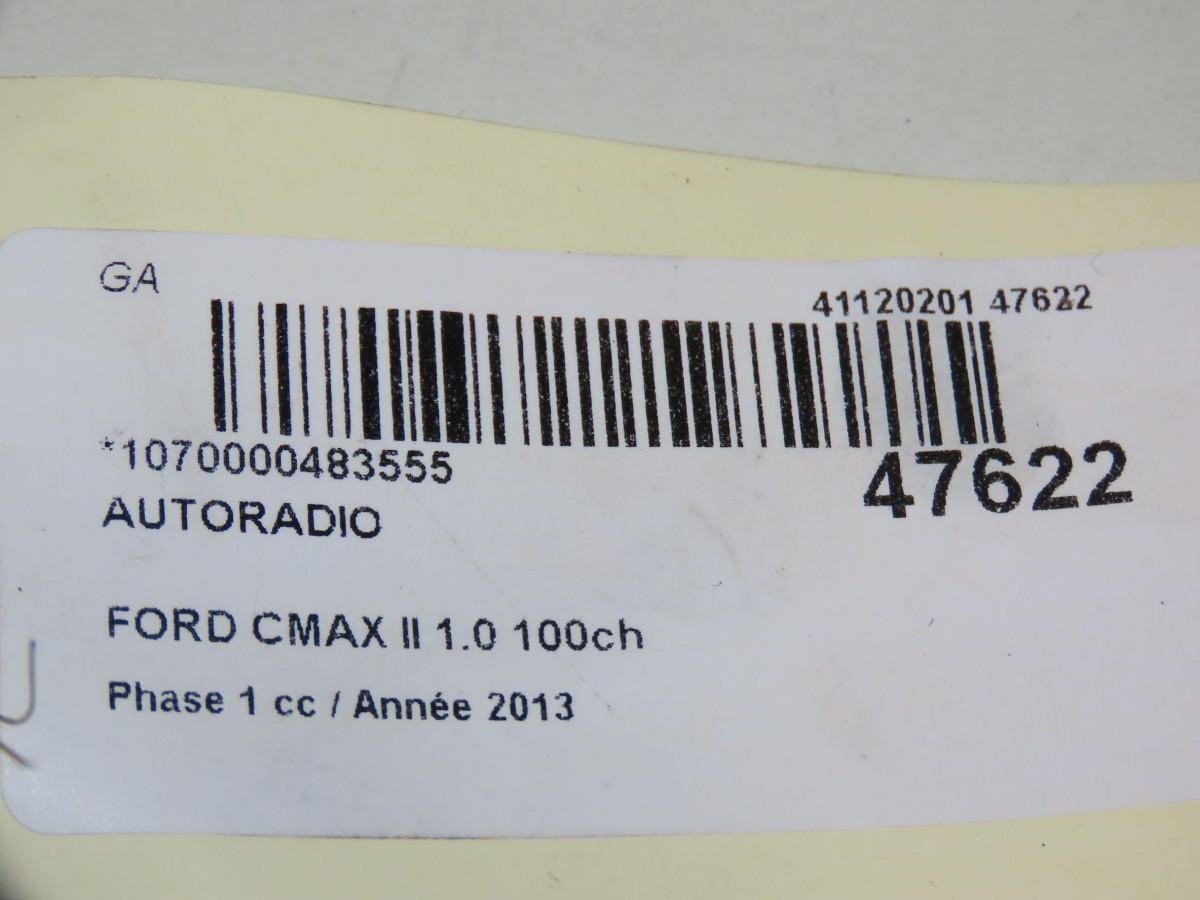 GA
41120201 47622
*1070000483555
47622
AUTORADIO
FORD CMAX II 1.0 100ch
Phase 1 cc / Année 2013